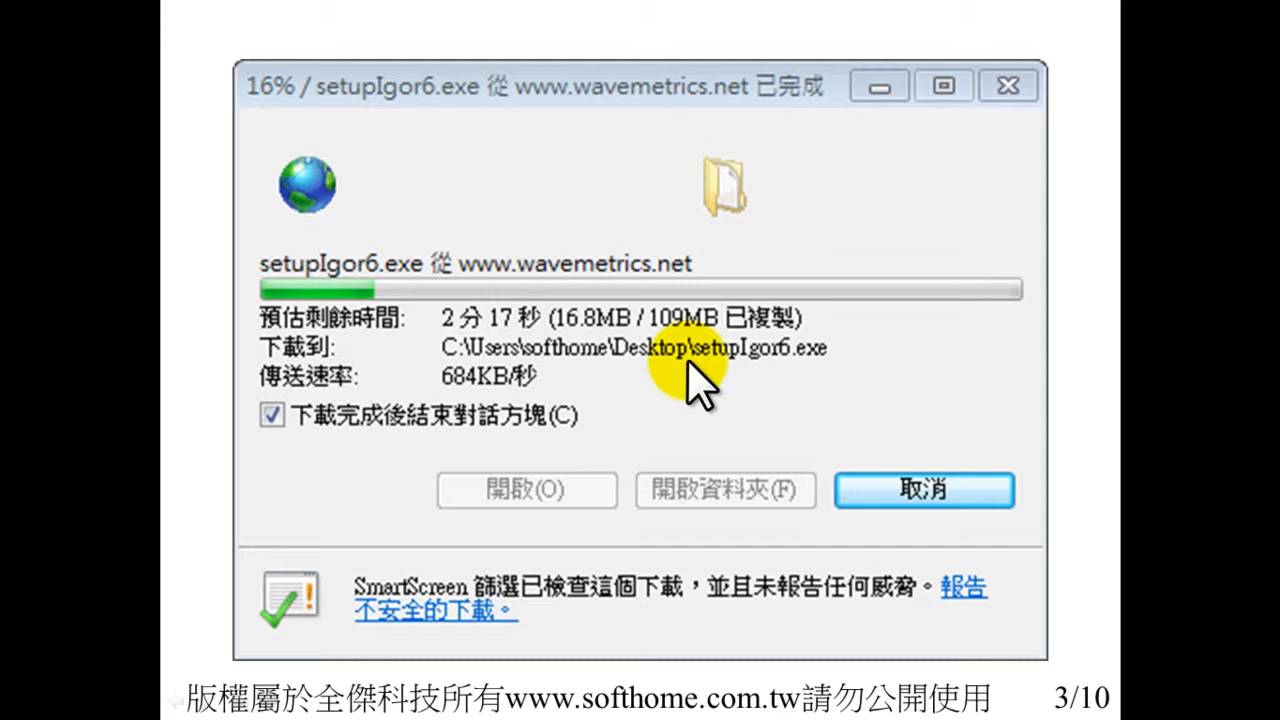 16% / setupIgor6.exe 從 www.wavemetrics.net 已完成
setupIgor6.exe 從 www.wavemetrics.net
預估剩餘時間: 2 分 17 秒 (16.8MB / 109MB 已複製)
下載到: C:\Users\softhome\Desktop\setupIgor6.exe
傳送速率: 684KB/秒
下載完成後結束對話方塊(C)
開啟(O) 開啟資料夾(F) 取消
SmartScreen 篩選已檢查這個下載，並且未報告任何威脅。報告
不安全的下載。
版權屬於全傑科技所有www.softhome.com.tw請勿公開使用 3/10